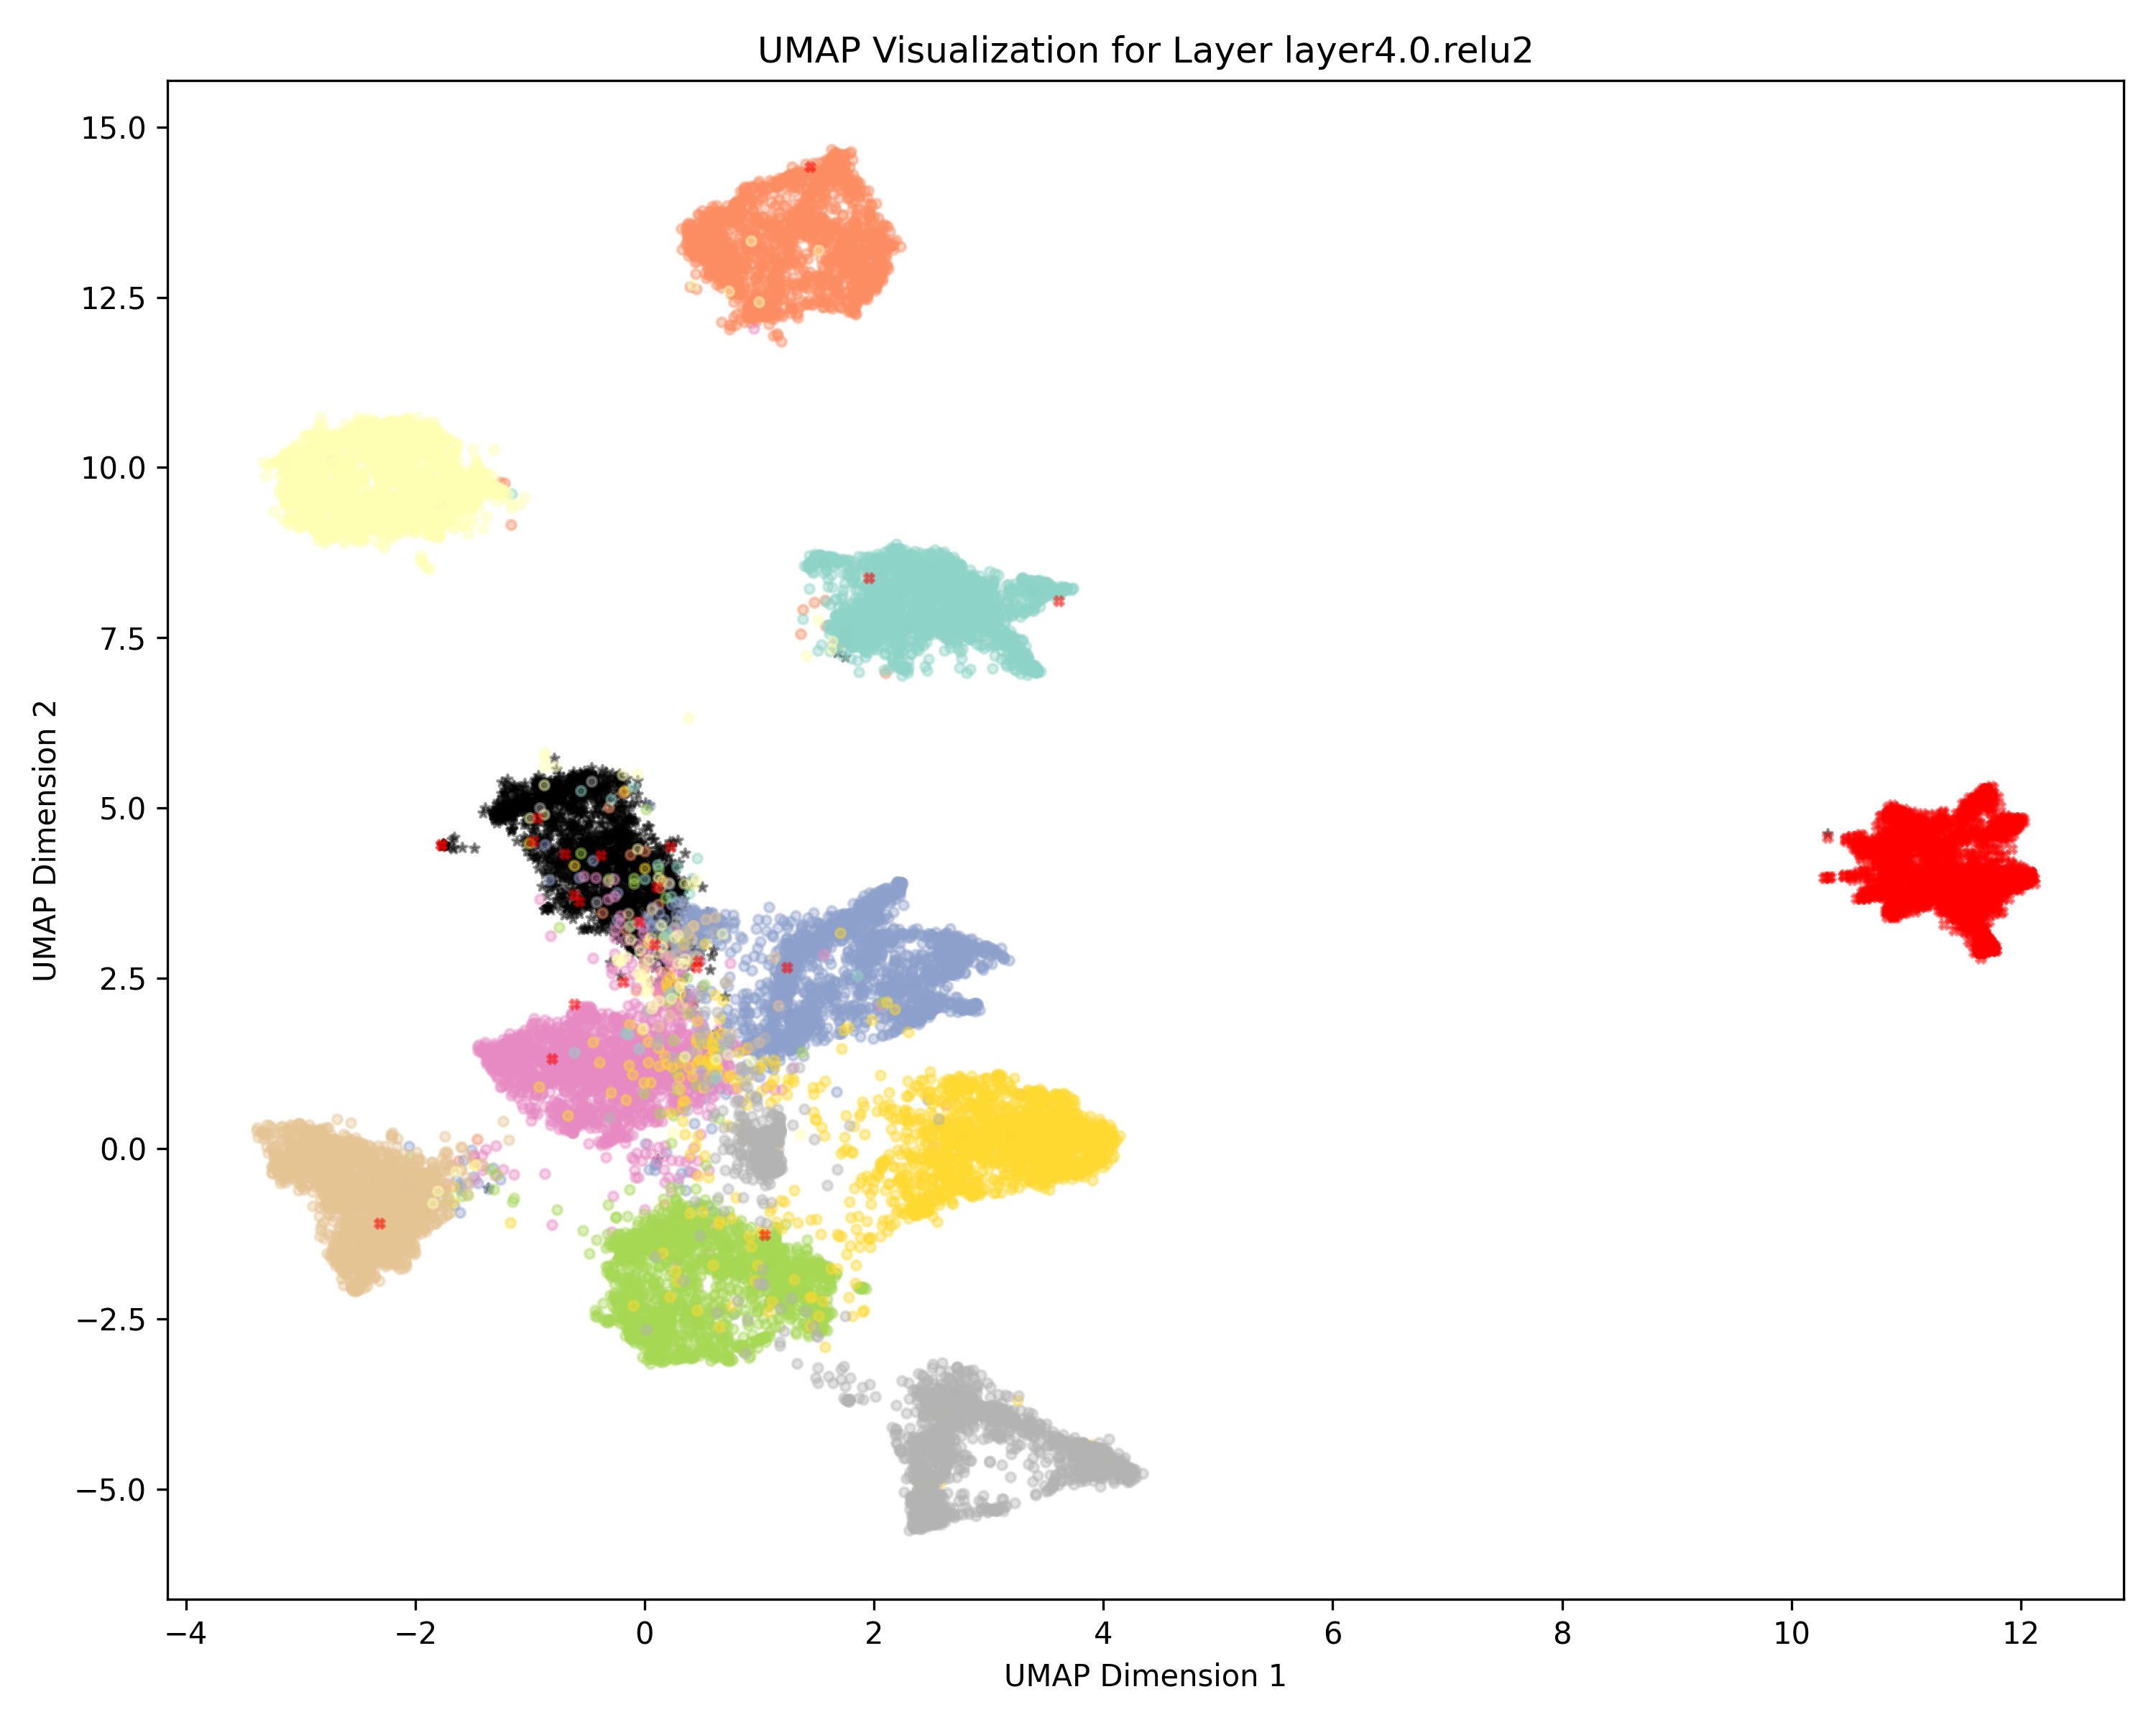 UMAP Visualization for Layer layer4.0.relu2
15.0
12.5
10.0
7.5
5.0
2.5
0.0
−2.5
−5.0
UMAP Dimension 2
−4 −2 0 2 4 6 8 10 12
UMAP Dimension 1